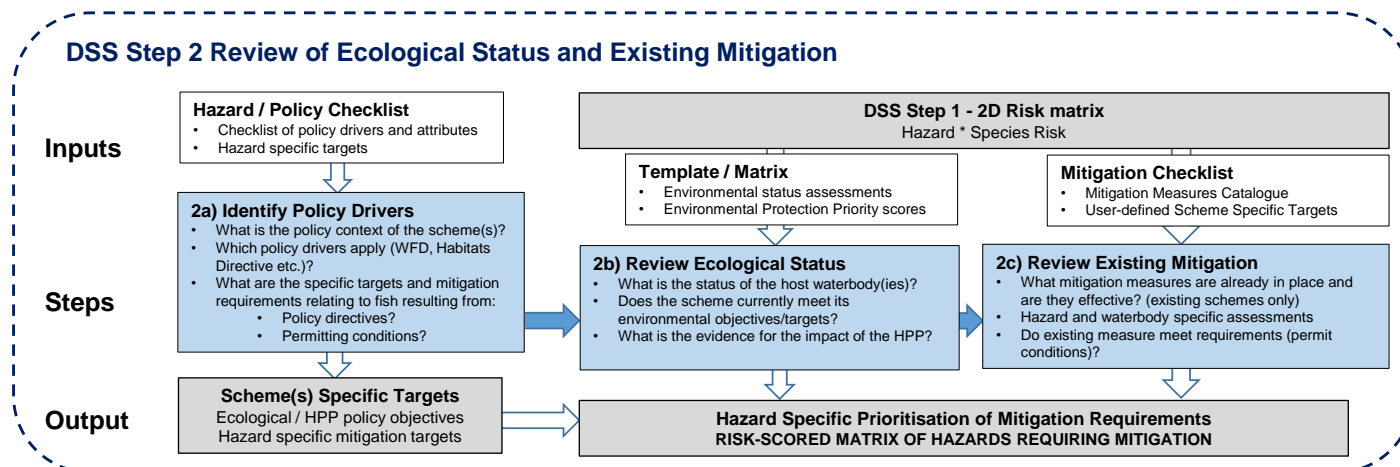 DSS Step 2 Review of Ecological Status and Existing Mitigation
Inputs
Hazard / Policy Checklist
• Checklist of policy drivers and attributes
• Hazard specific targets
DSS Step 1 - 2D Risk matrix
Hazard * Species Risk
Template / Matrix
• Environmental status assessments
• Environmental Protection Priority scores
Mitigation Checklist
• Mitigation Measures Catalogue
• User-defined Scheme Specific Targets
Steps
2a) Identify Policy Drivers
• What is the policy context of the scheme(s)?
• Which policy drivers apply (WFD, Habitats
Directive etc.)?
• What are the specific targets and mitigation
requirements relating to fish resulting from:
• Policy directives?
• Permitting conditions?
2b) Review Ecological Status
• What is the status of the host waterbody(ies)?
• Does the scheme currently meet its
environmental objectives/targets?
• What is the evidence for the impact of the HPP?
2c) Review Existing Mitigation
• What mitigation measures are already in place and
are they effective? (existing schemes only)
• Hazard and waterbody specific assessments
• Do existing measure meet requirements (permit
conditions)?
Output
Scheme(s) Specific Targets
Ecological / HPP policy objectives
Hazard specific mitigation targets
Hazard Specific Prioritisation of Mitigation Requirements
RISK-SCORED MATRIX OF HAZARDS REQUIRING MITIGATION